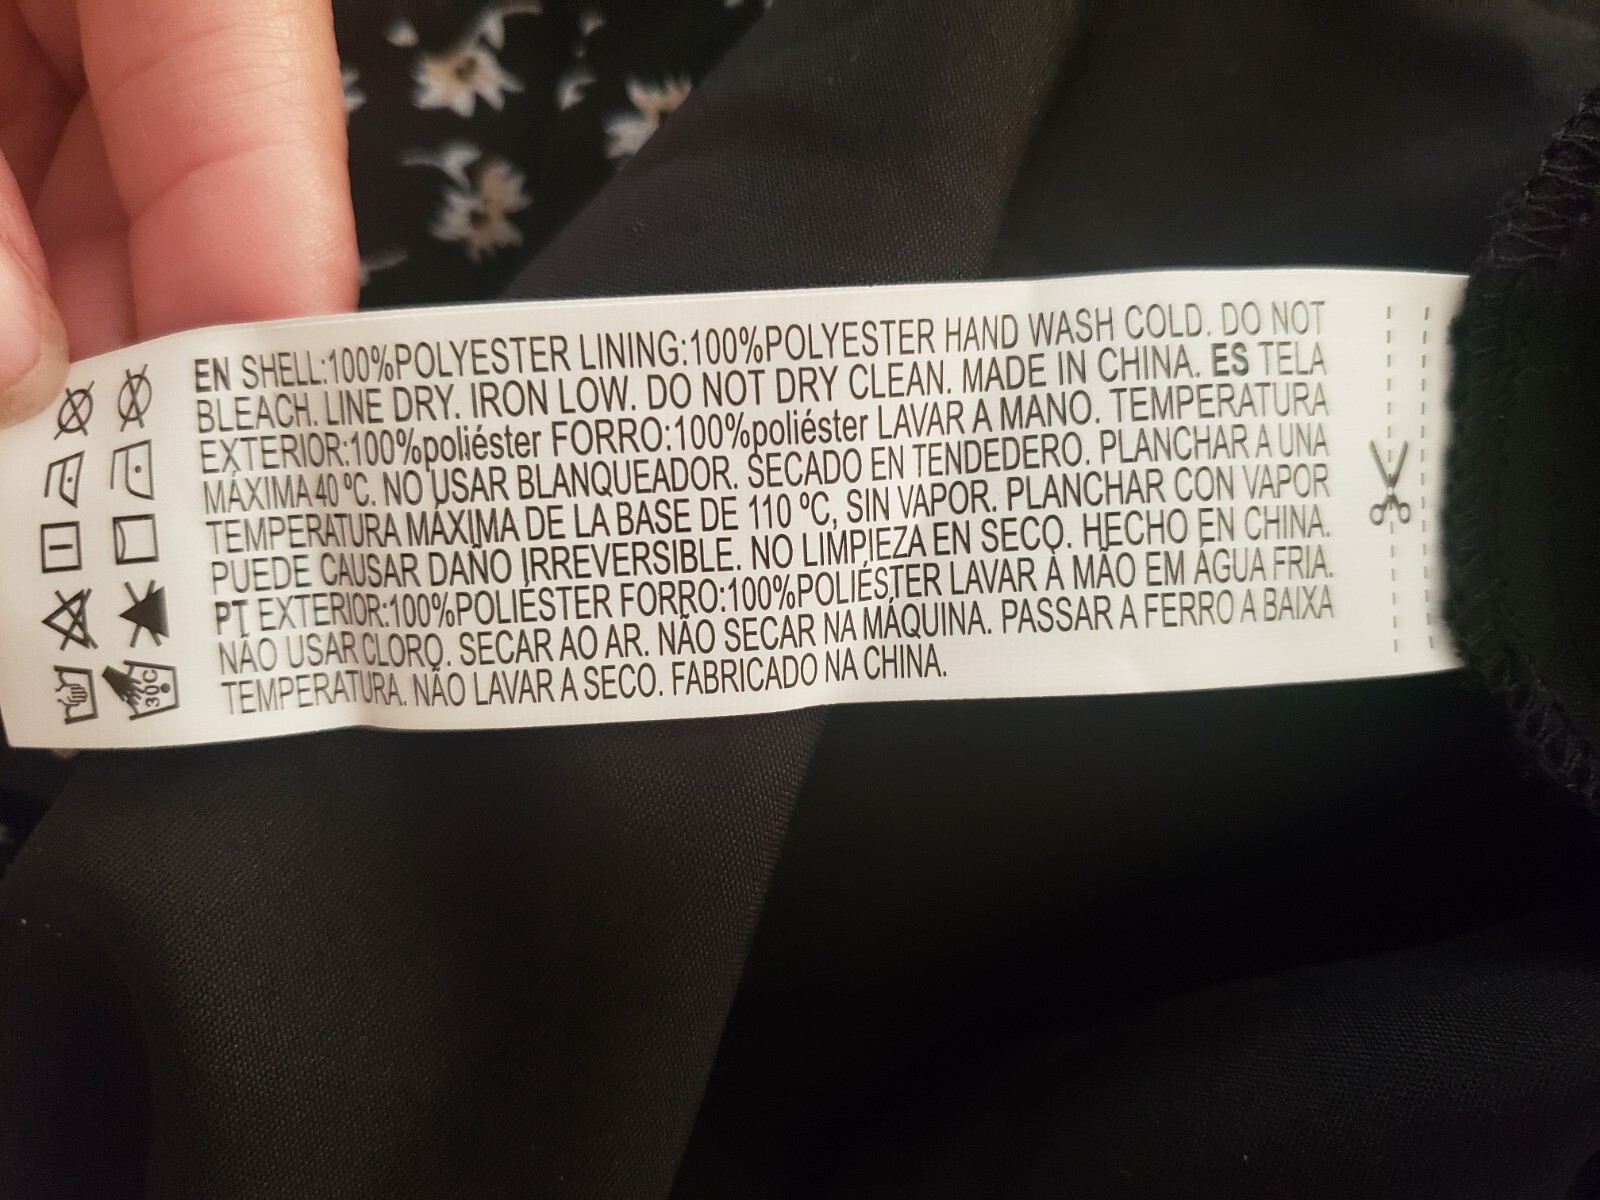 EN SHELL:100%POLYESTER LINING:100%POLYESTER HAND WASH COLD. DO NOT
BLEACH. LINE DRY. IRON LOW. DO NOT DRY CLEAN. MADE IN CHINA. ES TELA
EXTERIOR:100%poliéster FORRO:100%poliéster LAVAR A MANO. TEMPERATURA
MÁXIMA 40 ºC. NO USAR BLANQUEADOR. SECADO EN TENDEDERO. PLANCHAR A UNA
TEMPERATURA MÁXIMA DE LA BASE DE 110 ºC, SIN VAPOR. PLANCHAR CON VAPOR
PUEDE CAUSAR DAÑO IRREVERSIBLE. NO LIMPIEZA EN SECO. HECHO EN CHINA.
PT EXTERIOR:100%POLIÉSTER FORRO:100%POLIÉSTER LAVAR À MÃO EM ÁGUA FRIA.
NÃO USAR CLORO. SECAR AO AR. NÃO SECAR NA MÁQUINA. PASSAR A FERRO A BAIXA
TEMPERATURA. NÃO LAVAR A SECO. FABRICADO NA CHINA.
30C